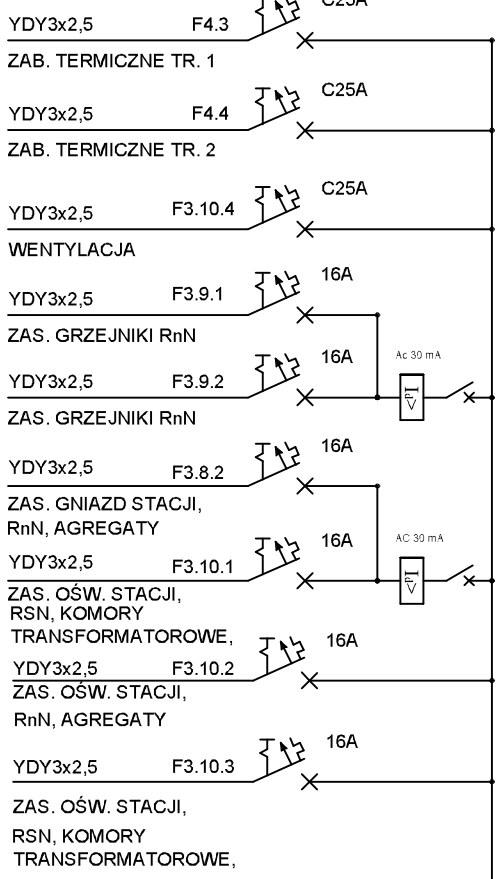 C25A
YDY3x2,5 F4.3
ZAB. TERMICZNE TR. 1
C25A
YDY3x2,5 F4.4
ZAB. TERMICZNE TR. 2
C25A
YDY3x2,5 F3.10.4
WENTYLACJA
16A
YDY3x2,5 F3.9.1
ZAS. GRZEJNIKI RnN
16A
Ac 30 mA
YDY3x2,5 F3.9.2
I d >
ZAS. GRZEJNIKI RnN
16A
YDY3x2,5 F3.8.2
ZAS. GNIAZD STACJI,
RnN, AGREGATY
16A
AC 30 mA
YDY3x2,5 F3.10.1
I d >
ZAS. OŚW. STACJI,
RSN, KOMORY
TRANSFORMATOROWE,
16A
YDY3x2,5 F3.10.2
ZAS. OŚW. STACJI,
RnN, AGREGATY
16A
YDY3x2,5 F3.10.3
ZAS. OŚW. STACJI,
RSN, KOMORY
TRANSFORMATOROWE,